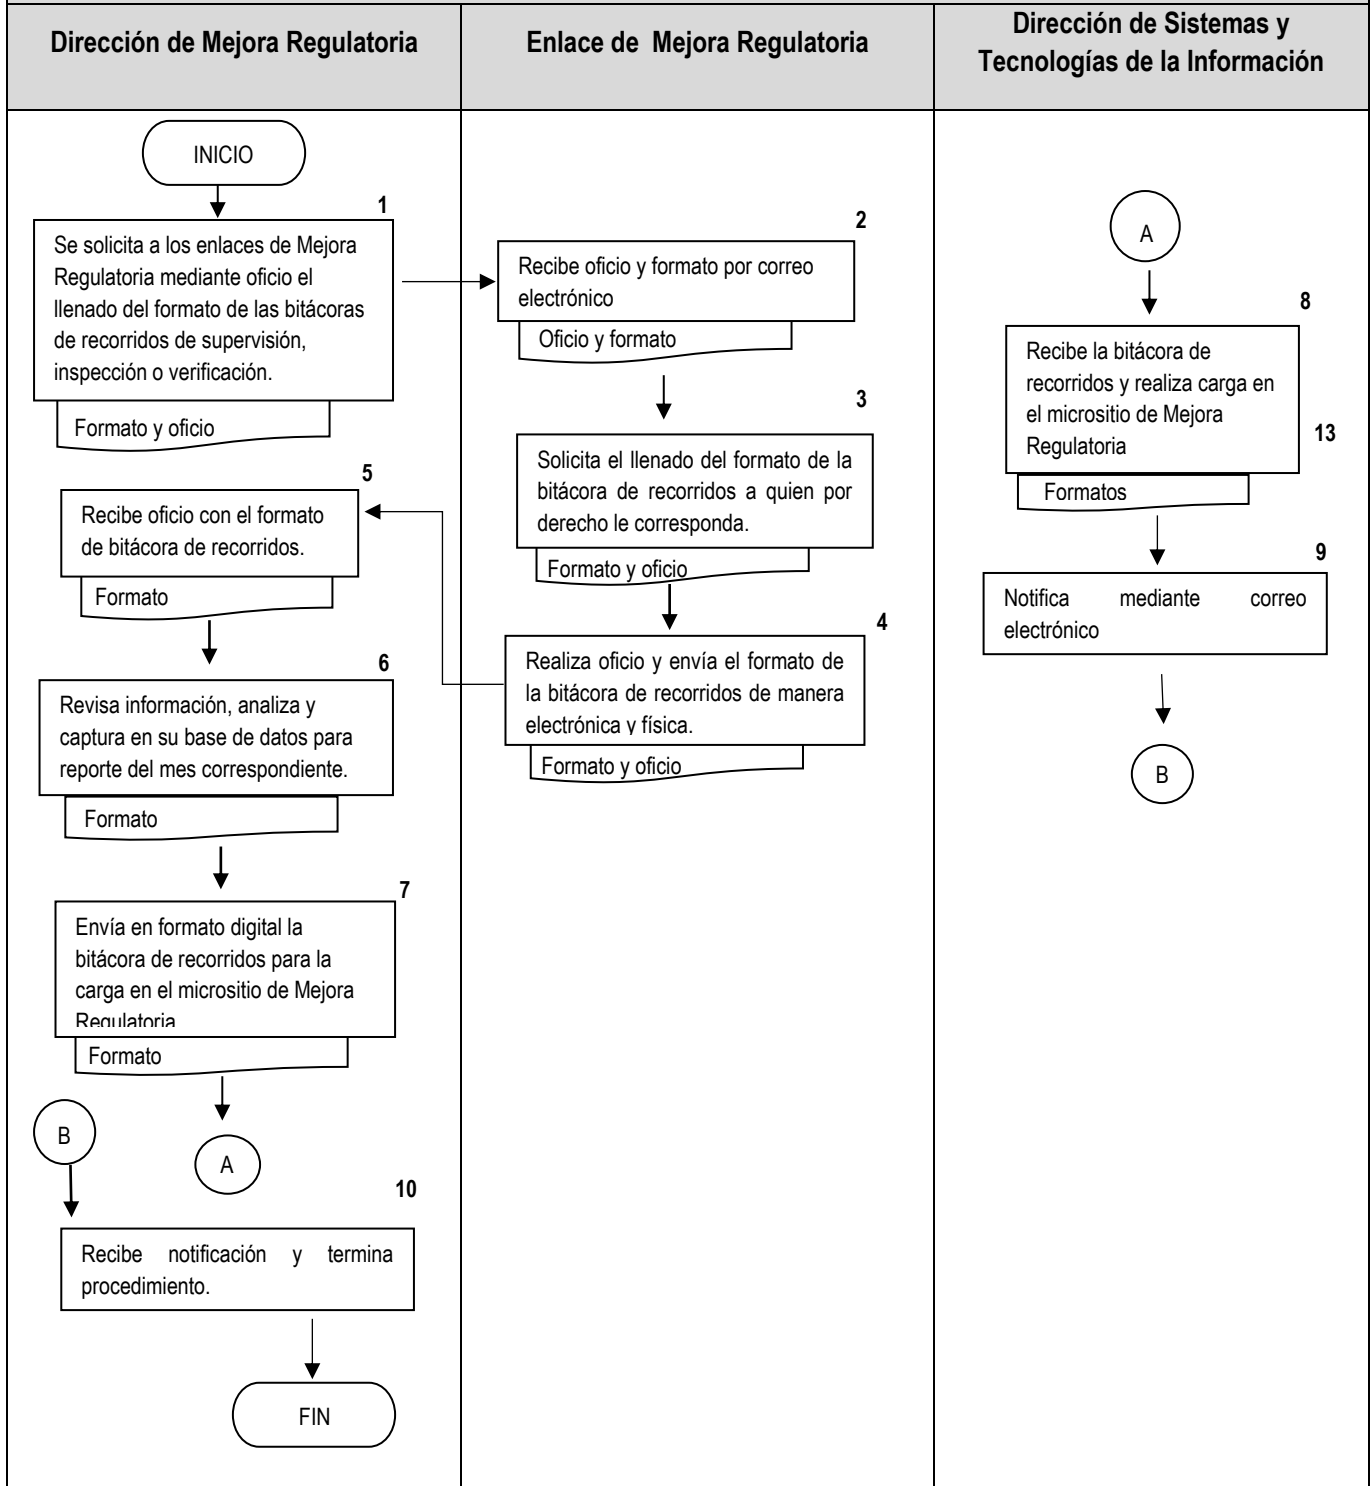 Dirección de Mejora Regulatoria
Enlace de  Mejora Regulatoria
Dirección de Sistemas y
Tecnologías de la Información
INICIO
1
Se solicita a los enlaces de Mejora
Regulatoria mediante oficio el
llenado del formato de las bitácoras
de recorridos de supervisión,
inspección o verificación.
Formato y oficio
5
Recibe oficio con el formato
de bitácora de recorridos.
Formato
6
Revisa información, analiza y
captura en su base de datos para
reporte del mes correspondiente.
Formato
7
Envía en formato digital la
bitácora de recorridos para la
carga en el micrositio de Mejora
Regulatoria
Formato
B
A
10
Recibe notificación y termina
procedimiento.
FIN
2
Recibe oficio y formato por correo
electrónico
Oficio y formato
3
Solicita el llenado del formato de la
bitácora de recorridos a quien por
derecho le corresponda.
Formato y oficio
4
Realiza oficio y envía el formato de
la bitácora de recorridos de manera
electrónica y física.
Formato y oficio
A
8
Recibe la bitácora de
recorridos y realiza carga en
el micrositio de Mejora
Regulatoria
13
Formatos
9
Notifica mediante correo
electrónico
B